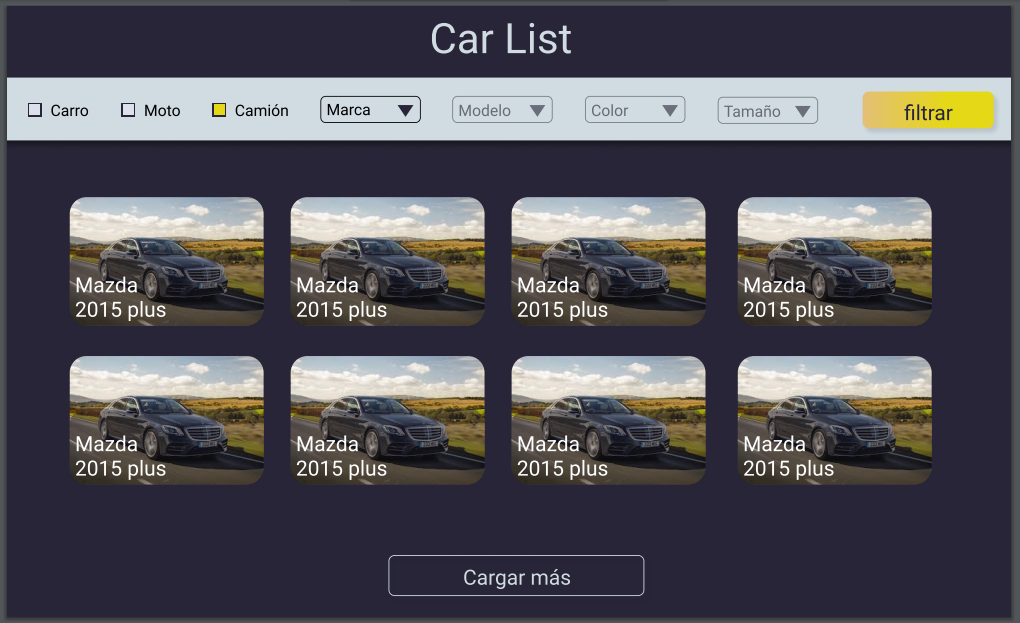 Car List
Carro Moto Camión Marca Modelo Color Tamaño filtrar
Mazda Mazda Mazda Mazda
2015 plus 2015 plus 2015 plus 2015 plus
Mazda Mazda Mazda Mazda
2015 plus 2015 plus 2015 plus 2015 plus
Cargar más